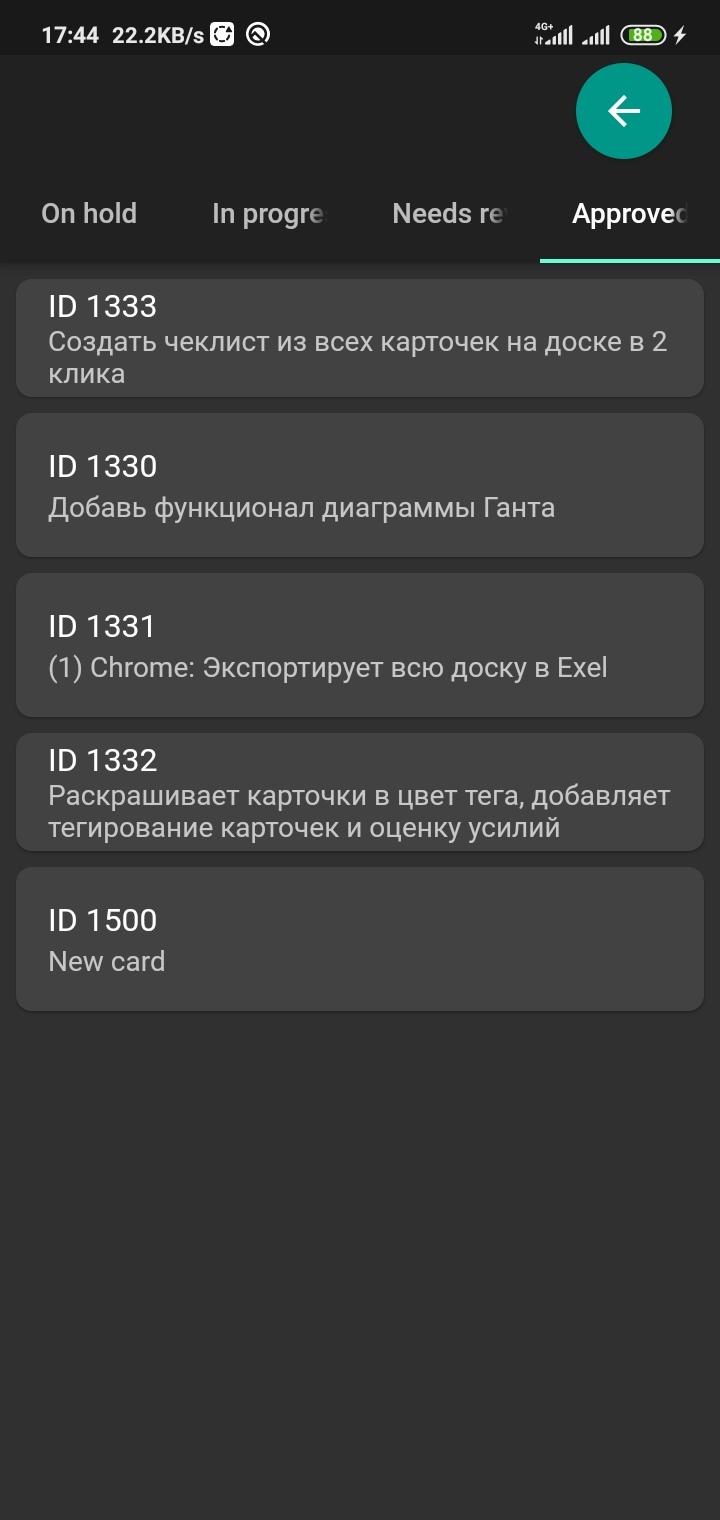 17:44 22.2KB/s 4G+ 88
On hold In progre Needs re Approved
ID 1333
Создать чеклист из всех карточек на доске в 2
клика
ID 1330
Добавь функционал диаграммы Ганта
ID 1331
(1) Chrome: Экспортирует всю доску в Exel
ID 1332
Раскрашивает карточки в цвет тега, добавляет
тегирование карточек и оценку усилий
ID 1500
New card